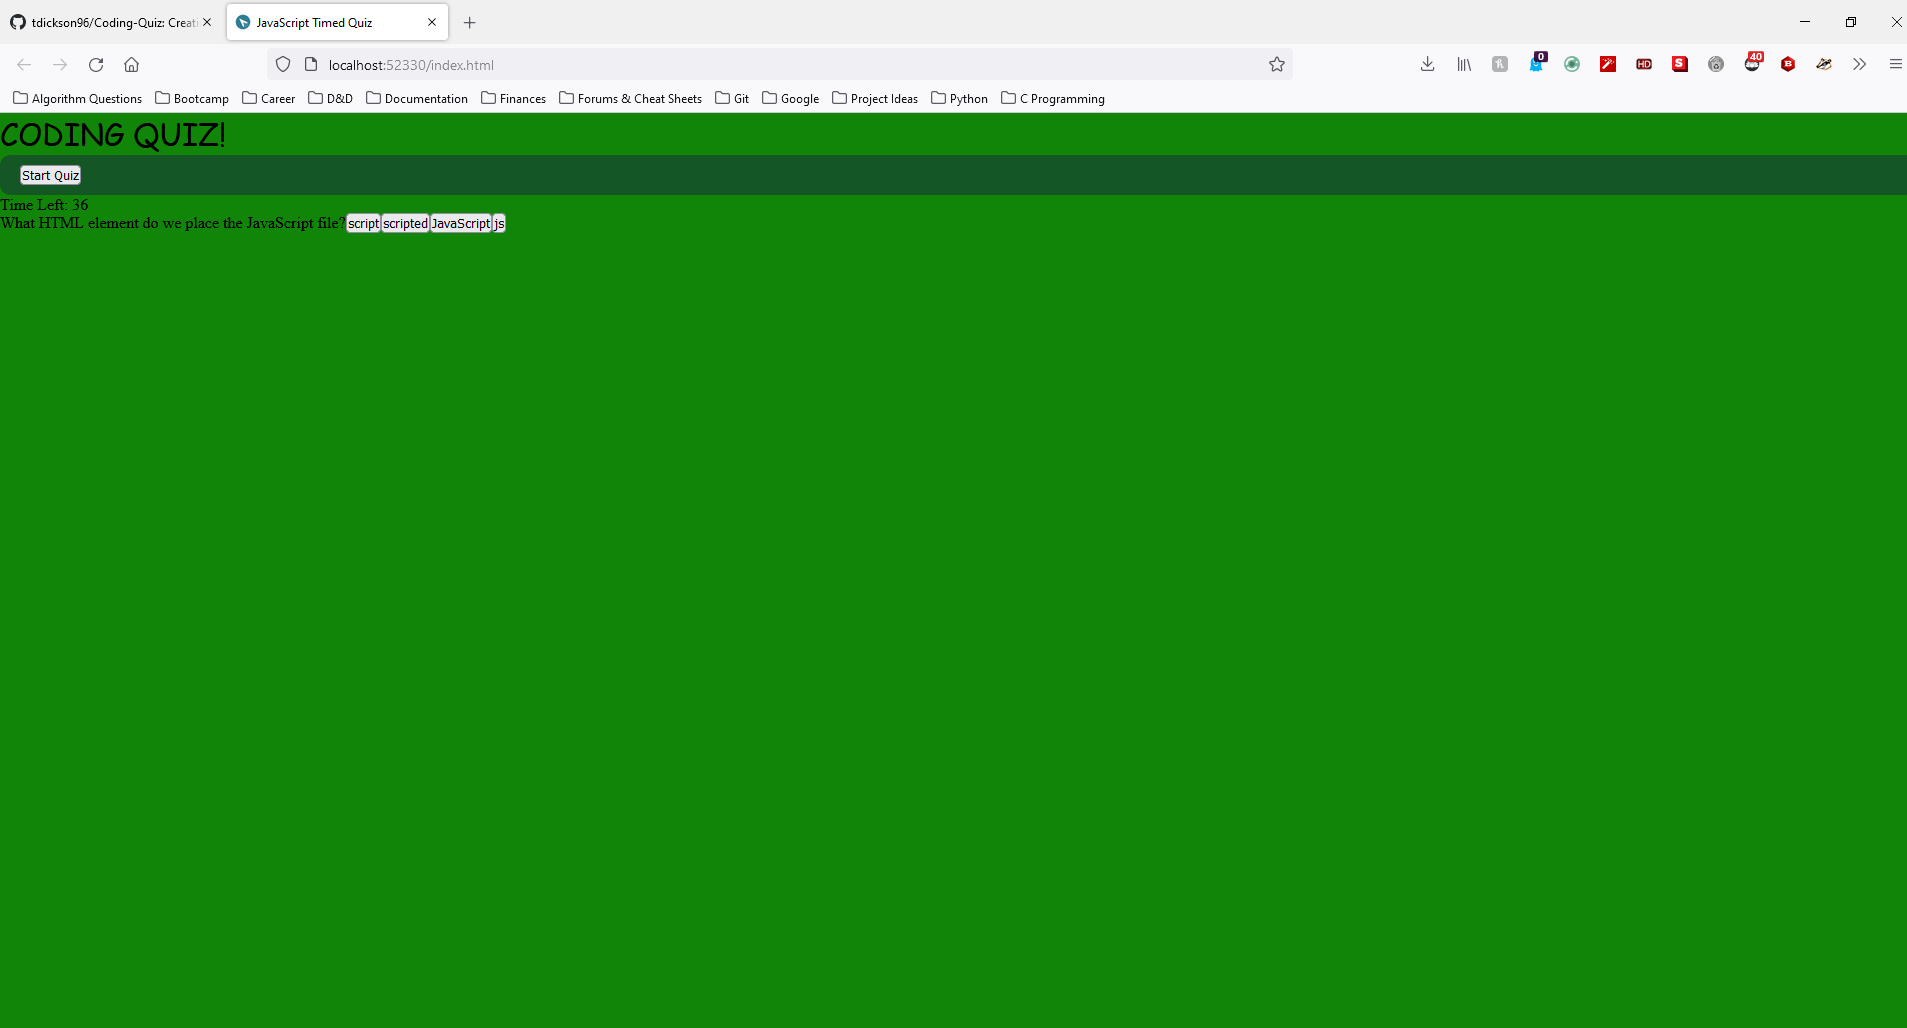 tdickson96/Coding-Quiz: Creati
JavaScript Timed Quiz
localhost:52330/index.html
0
HD
S
40
B
Algorithm Questions Bootcamp Career D&D Documentation Finances Forums & Cheat Sheets Git Google Project Ideas Python C Programming
CODING QUIZ!
Start Quiz
Time Left: 36
What HTML element do we place the JavaScript file? script scripted JavaScript js